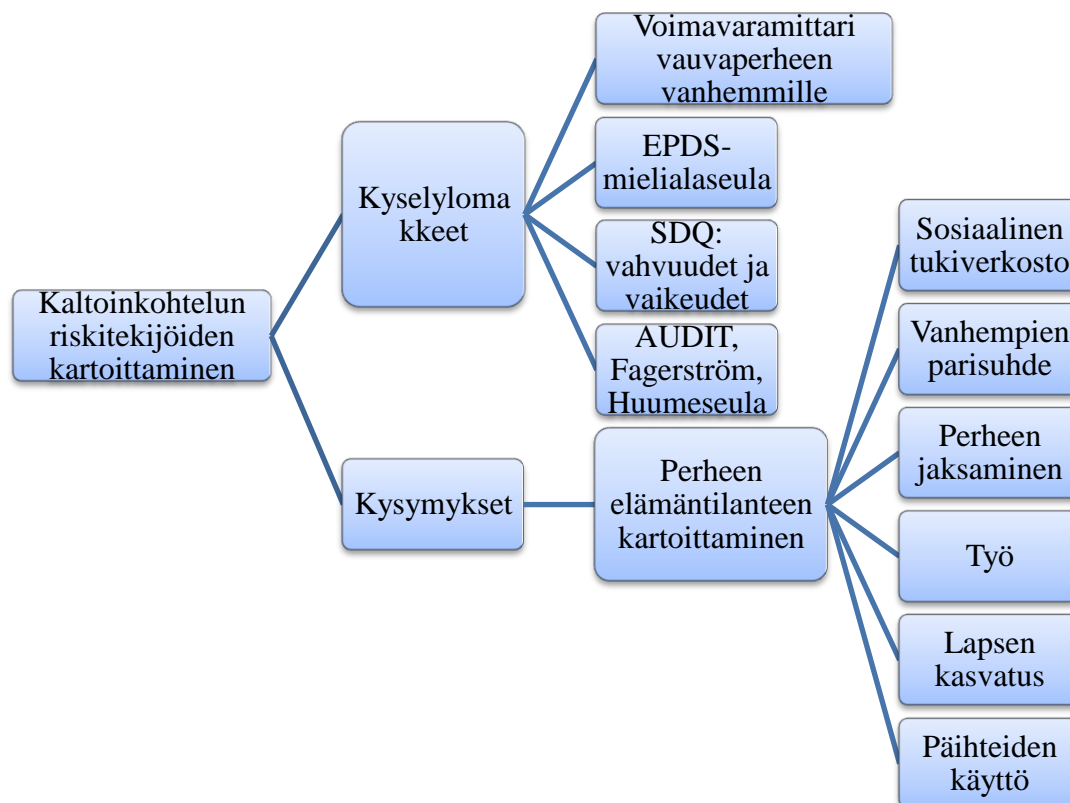 Kaltoinkohtelun
riskitekijöiden
kartoittaminen
Kyselyloma
kkeet
Voimavaramittari
vauvaperheen
vanhemmille
EPDS-
mielialaseula
SDQ:
vahvuudet ja
vaikeudet
AUDIT,
Fagerström,
Huumeseula
Kysymykset
Perheen
elämäntilanteen
kartoittaminen
Sosiaalinen
tukiverkosto
Vanhempien
parisuhde
Perheen
jaksaminen
Työ
Lapsen
kasvatus
Päihteiden
käyttö